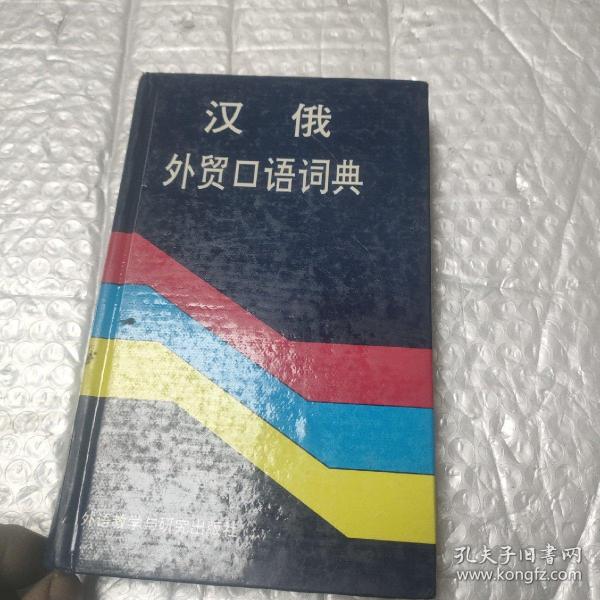 汉 俄
外贸口语词典
外语教学与研究出版社
孔夫子旧书网
www.kongfz.com